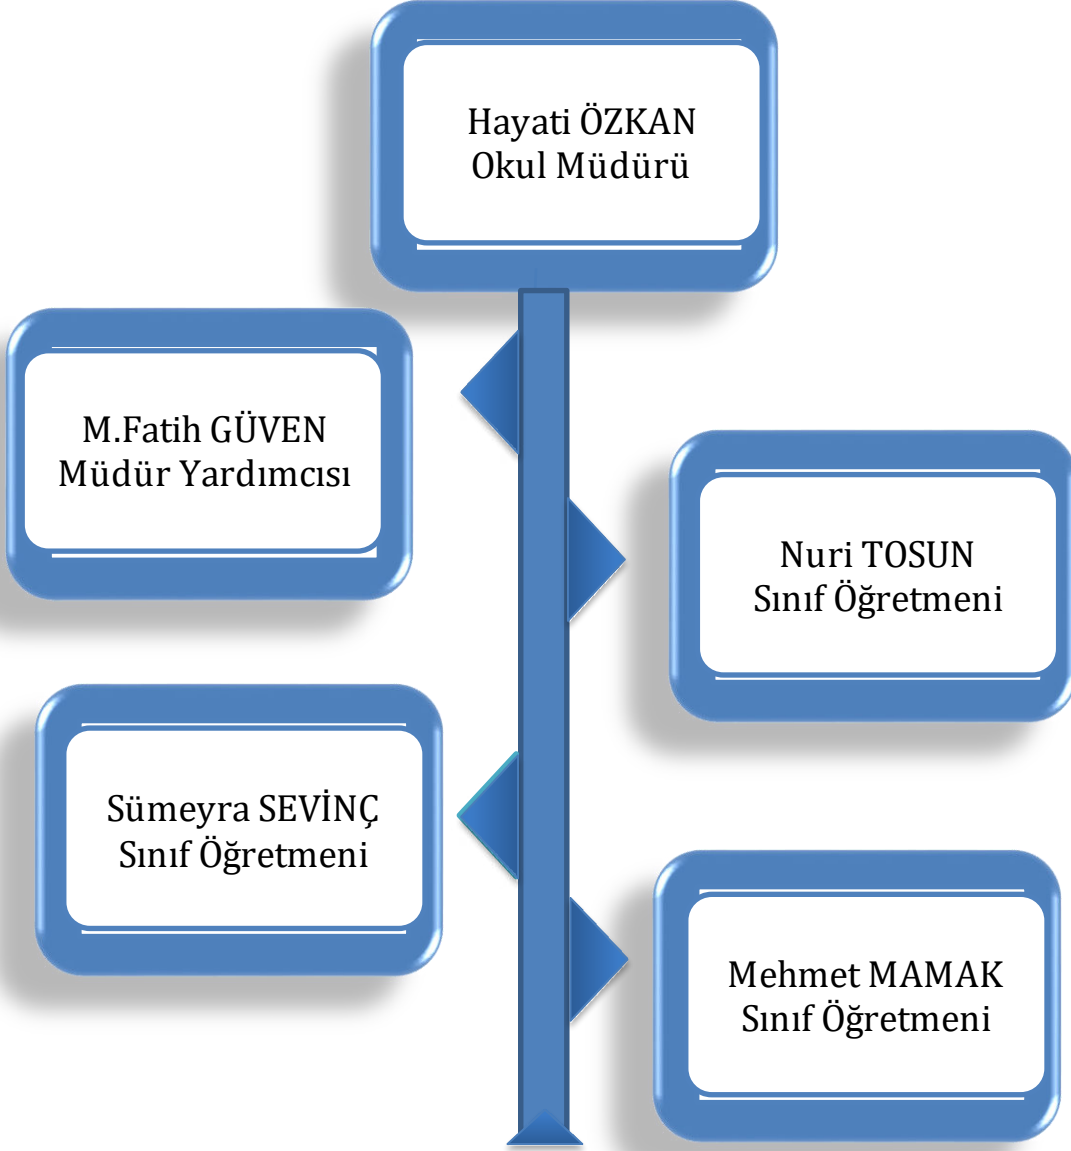 Hayati ÖZKAN
Okul Müdürü
M.Fatih GÜVEN
Müdür Yardımcısı
Nuri TOSUN
Sınıf Öğretmeni
Sümeyra SEVİNÇ
Sınıf Öğretmeni
Mehmet MAMAK
Sınıf Öğretmeni